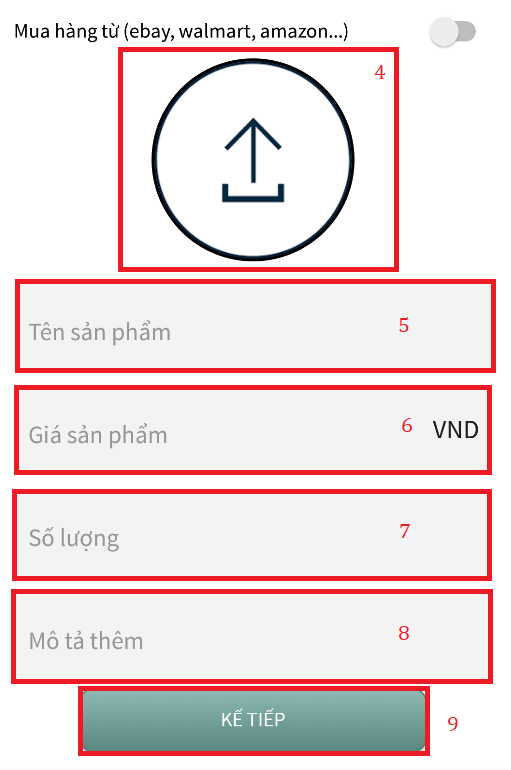 Mua hàng từ (ebay, walmart, amazon...)
4
Tên sản phẩm 5
Giá sản phẩm 6 VND
Số lượng 7
Mô tả thêm 8
KẾ TIẾP 9